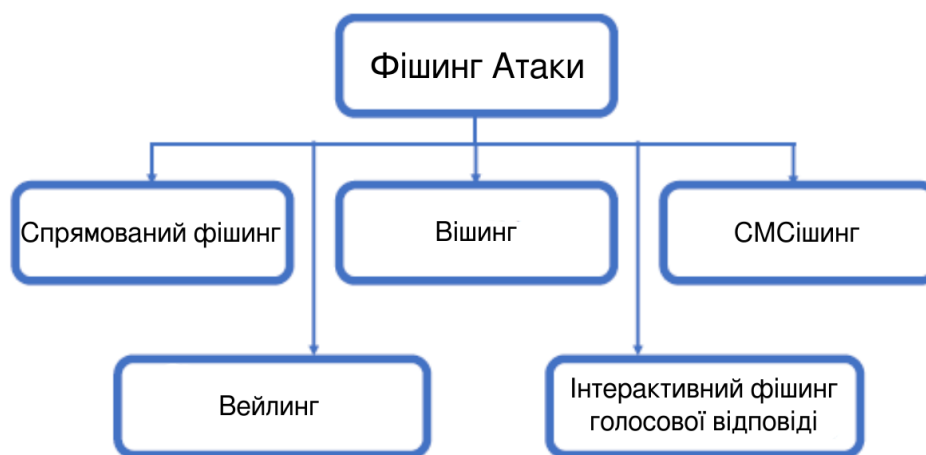 Фішинг Атаки
Спрямований фішинг
Вішинг
СМСішинг
Вейлинг
Інтерактивний фішинг
голосової відповіді